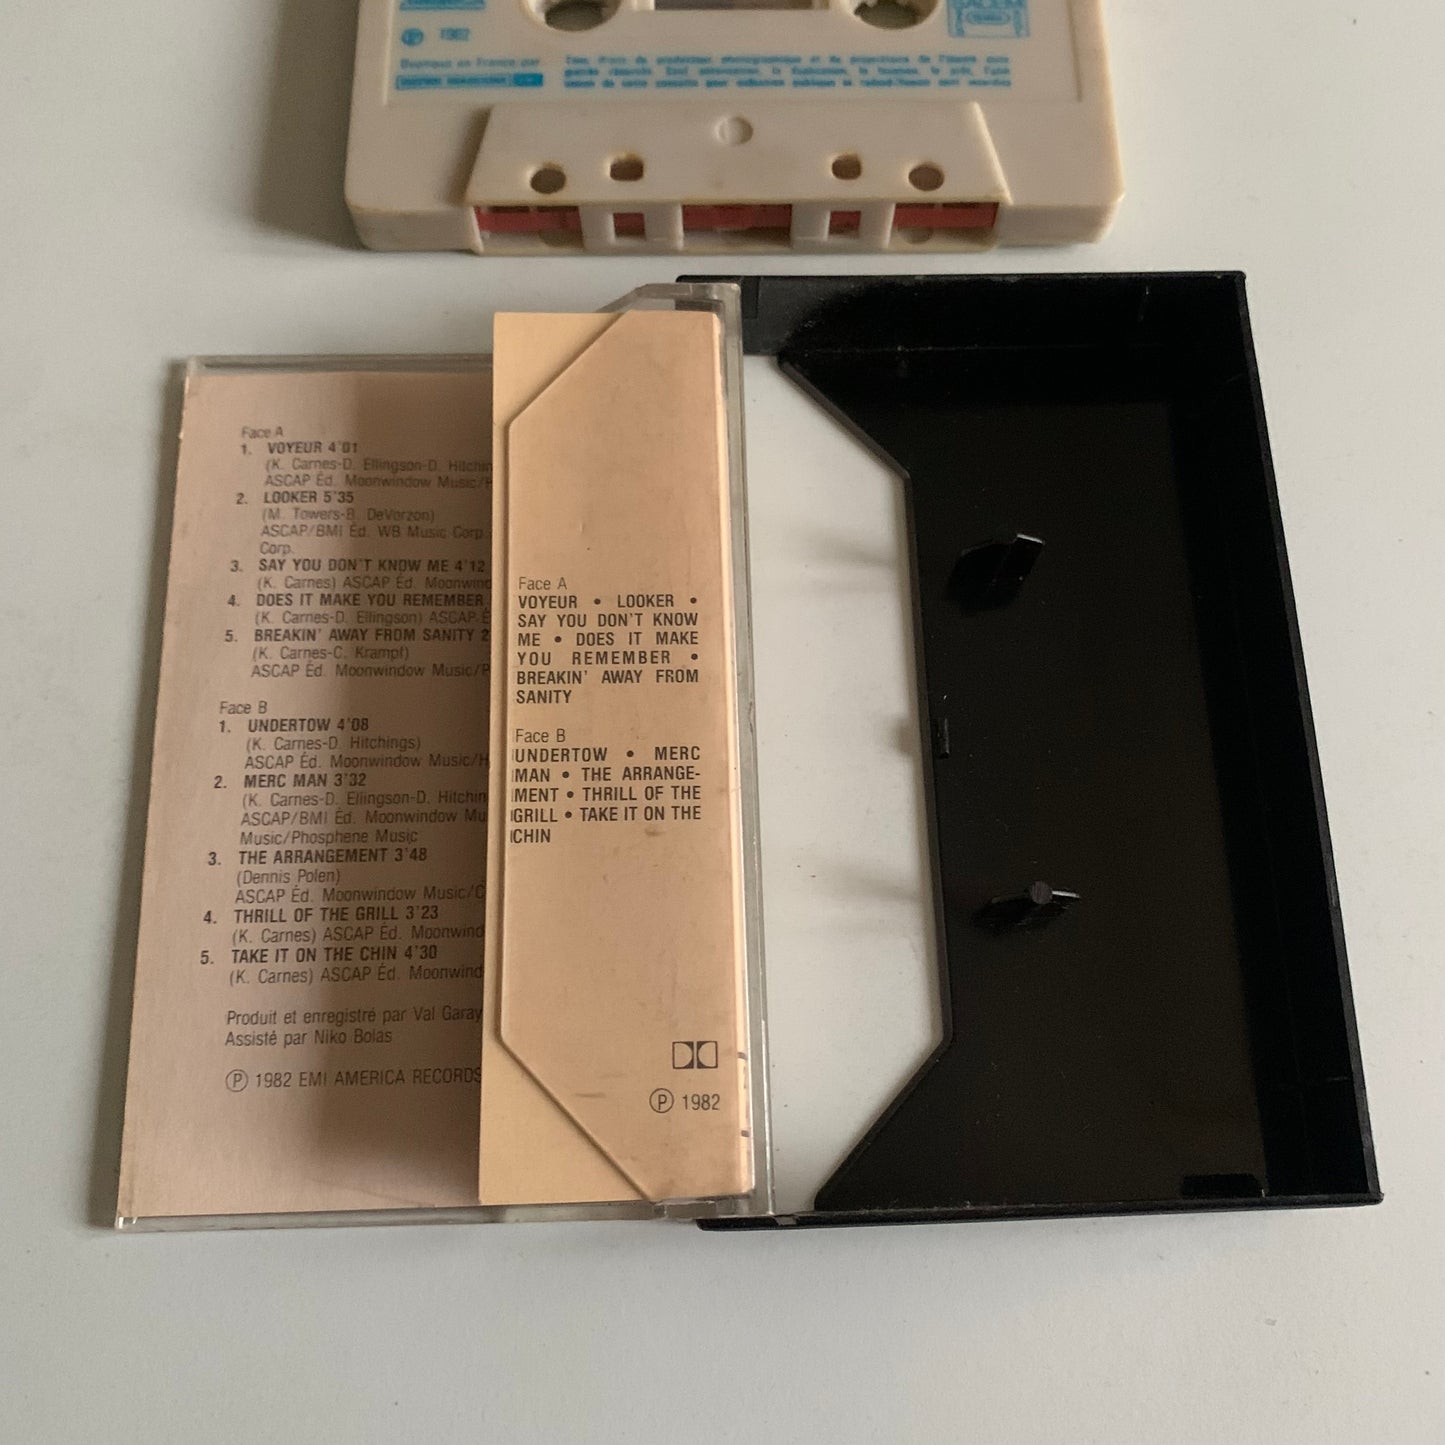 ℗ 1982
en France par
Face A
1. VOYEUR 4'01
(K. Carnes-D. Ellingson-D. Hitchin
ASCAP Éd. Moonwindow Music/H
2. LOOKER 5'35
(M. Towers-B. DeVorzon)
ASCAP/BMI Éd. WB Music Corp.
Corp.
3. SAY YOU DON'T KNOW ME 4'12
(K. Carnes) ASCAP Éd. Moonwin
4. DOES IT MAKE YOU REMEMBER
(K. Carnes-D. Ellingson) ASCAP É
5. BREAKIN' AWAY FROM SANITY 2'
(K. Carnes-C. Krampf)
ASCAP Éd. Moonwindow Music/P
Face B
1. UNDERTOW 4'08
(K. Carnes-D. Hitchings)
ASCAP Éd. Moonwindow Music/H
2. MERC MAN 3'32
(K. Carnes-D. Ellingson-D. Hitchin
ASCAP/BMI Éd. Moonwindow Mu
Music/Phosphene Music
3. THE ARRANGEMENT 3'48
(Dennis Polen)
ASCAP Éd. Moonwindow Music/C
4. THRILL OF THE GRILL 3'23
(K. Carnes) ASCAP Éd. Moonwind
5. TAKE IT ON THE CHIN 4'30
(K. Carnes) ASCAP Éd. Moonwind
Produit et enregistré par Val Garay
Assisté par Niko Bolas
℗ 1982 EMI AMERICA RECORDS
Face A
VOYEUR • LOOKER •
SAY YOU DON'T KNOW
ME • DOES IT MAKE
YOU REMEMBER •
BREAKIN' AWAY FROM
SANITY
Face B
UNDERTOW • MERC
MAN • THE ARRANGE-
MENT • THRILL OF THE
GRILL • TAKE IT ON THE
CHIN
℗ 1982